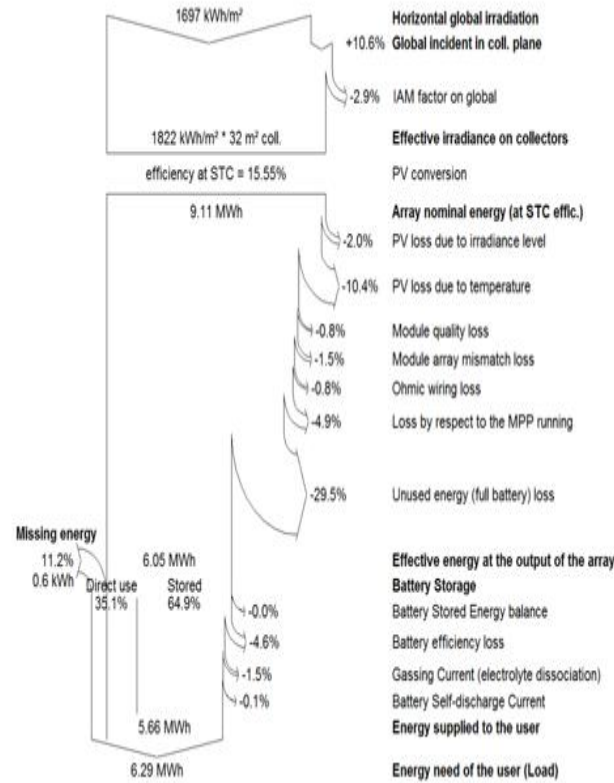 1697 kWh/m² Horizontal global irradiation
+10.6% Global incident in coll. plane
-2.9% IAM factor on global
1822 kWh/m² * 32 m² coll. Effective irradiance on collectors
efficiency at STC = 15.55% PV conversion
9.11 MWh Array nominal energy (at STC effic.)
-2.0% PV loss due to irradiance level
-10.4% PV loss due to temperature
-0.8% Module quality loss
-1.5% Module array mismatch loss
-0.8% Ohmic wiring loss
-4.9% Loss by respect to the MPP running
-29.5% Unused energy (full battery) loss
Missing energy
11.2% 6.05 MWh Effective energy at the output of the array
0.6 kWh Direct use Stored Battery Storage
35.1% 64.9% -0.0% Battery Stored Energy balance
-4.6% Battery efficiency loss
-1.5% Gassing Current (electrolyte dissociation)
-0.1% Battery Self-discharge Current
5.66 MWh Energy supplied to the user
6.29 MWh Energy need of the user (Load)